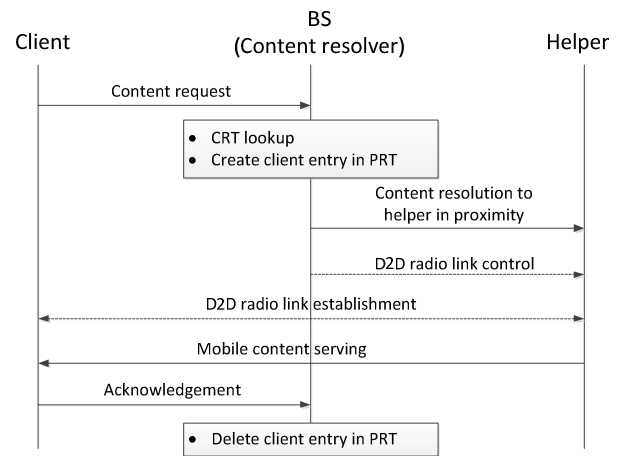 Client
BS
(Content resolver)
Helper
Content request
• CRT lookup
• Create client entry in PRT
Content resolution to
helper in proximity
D2D radio link control
D2D radio link establishment
Mobile content serving
Acknowledgement
• Delete client entry in PRT